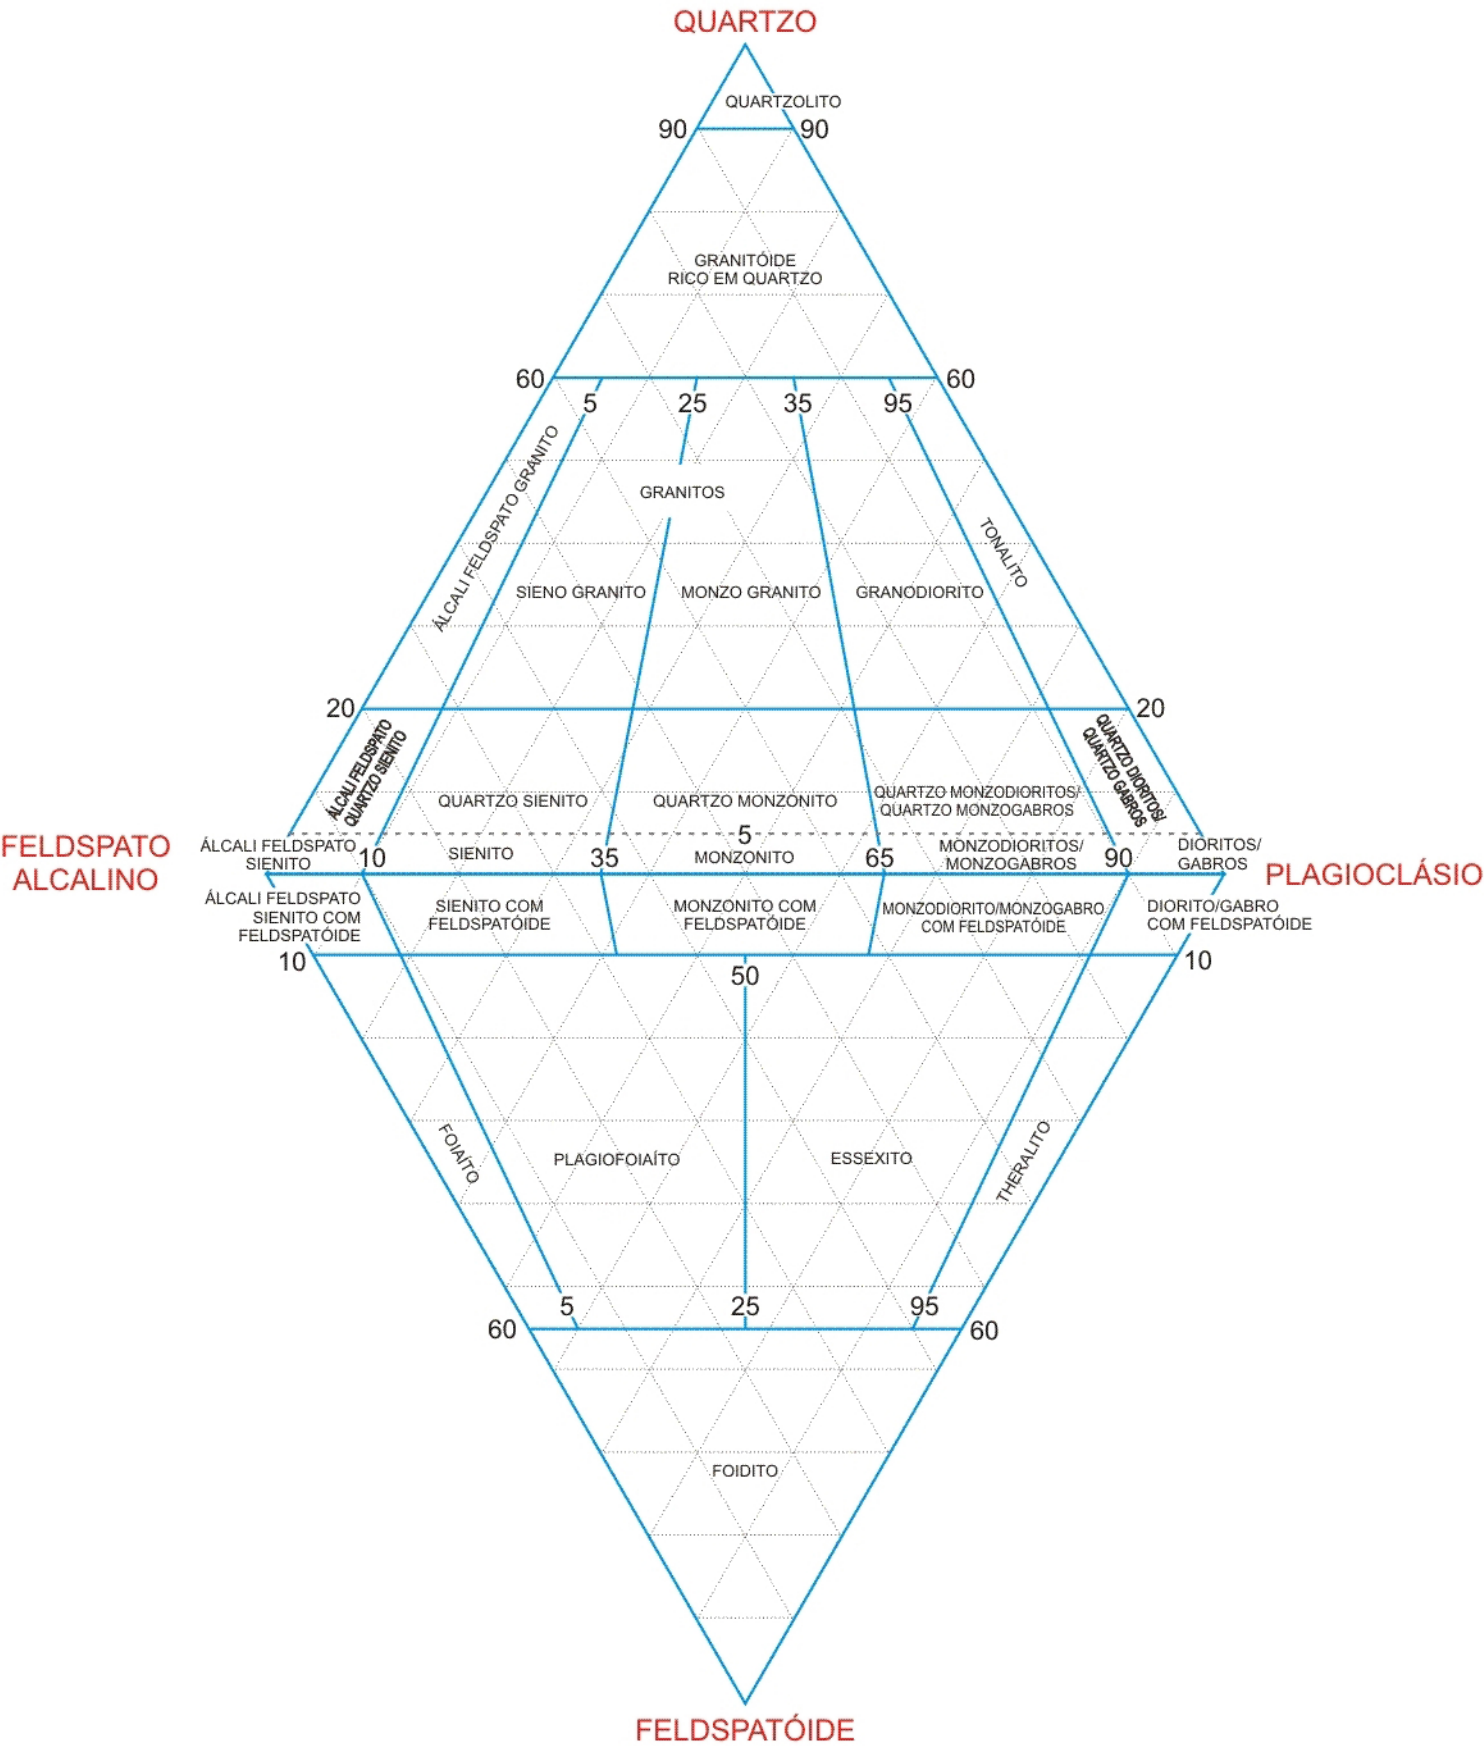 QUARTZO
QUARTZOLITO
90
90
GRANITÓIDE
RICO EM QUARTZO
60
60
5
25
35
95
ÁLCALI FELDSPATO GRANITO
GRANITOS
TONALITO
SIENO GRANITO
MONZO GRANITO
GRANODIORITO
20
20
ÁLCALI FELDSPATO
QUARTZO SIENITO
QUARTZO DIORITOS/
QUARTZO GABROS
QUARTZO SIENITO
QUARTZO MONZONITO
QUARTZO MONZODIORITOS/
QUARTZO MONZOGABROS
5
FELDSPATO
ALCALINO
ÁLCALI FELDSPATO
SIENITO
10
SIENITO
35
MONZONITO
65
MONZODIORITOS/
MONZOGABROS
90
DIORITOS/
GABROS
PLAGIOCLÁSIO
ÁLCALI FELDSPATO
SIENITO COM
FELDSPATÓIDE
SIENITO COM
FELDSPATÓIDE
MONZONITO COM
FELDSPATÓIDE
MONZODIORITO/MONZOGABRO
COM FELDSPATÓIDE
DIORITO/GABRO
COM FELDSPATÓIDE
10
10
50
FOIAÍTO
PLAGIOFOIAÍTO
ESSEXITO
THERALITO
5
25
95
60
60
FOIDITO
FELDSPATÓIDE